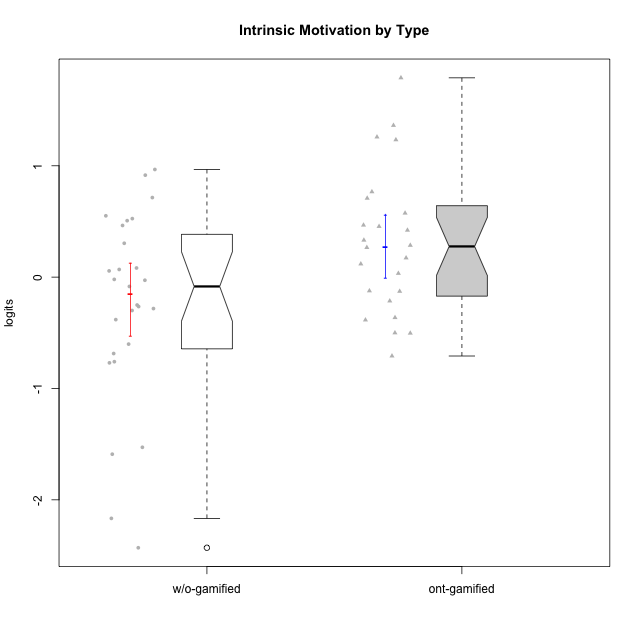 Intrinsic Motivation by Type
logits
1
0
-1
-2
w/o-gamified
ont-gamified